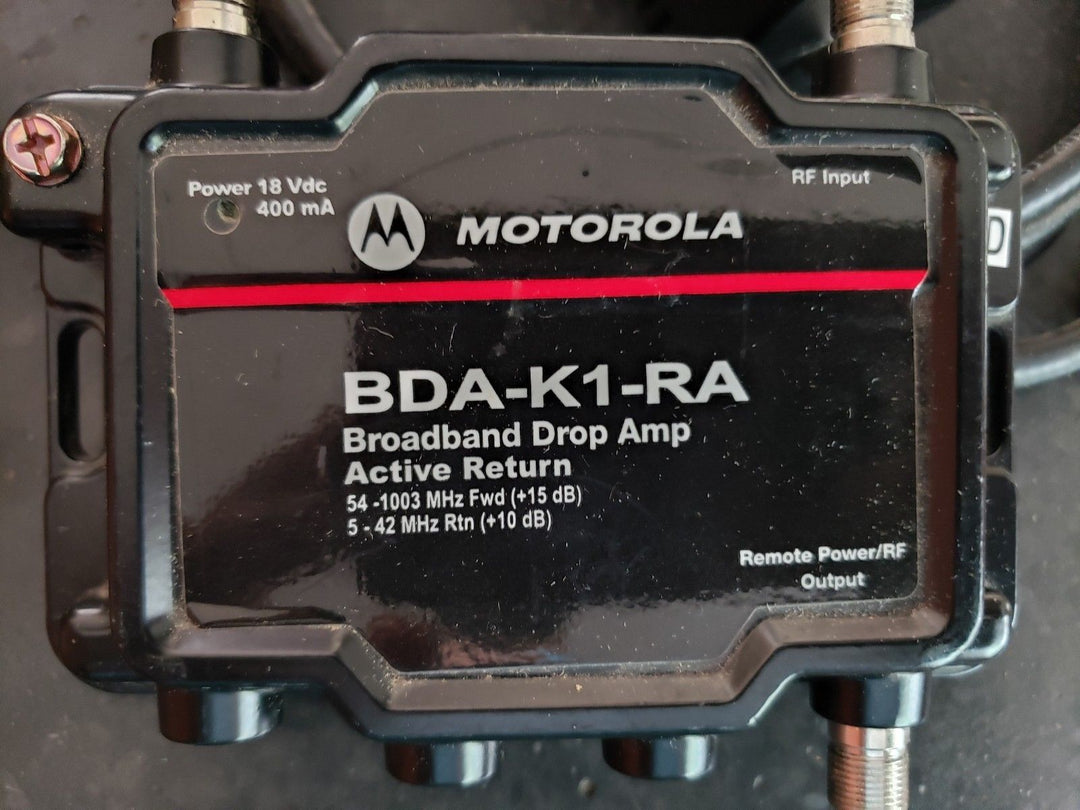 Power 18 Vdc
400 mA
RF Input
MOTOROLA
D
BDA-K1-RA
Broadband Drop Amp
Active Return
54 -1003 MHz Fwd (+15 dB)
5 - 42 MHz Rtn (+10 dB)
Remote Power/RF
Output